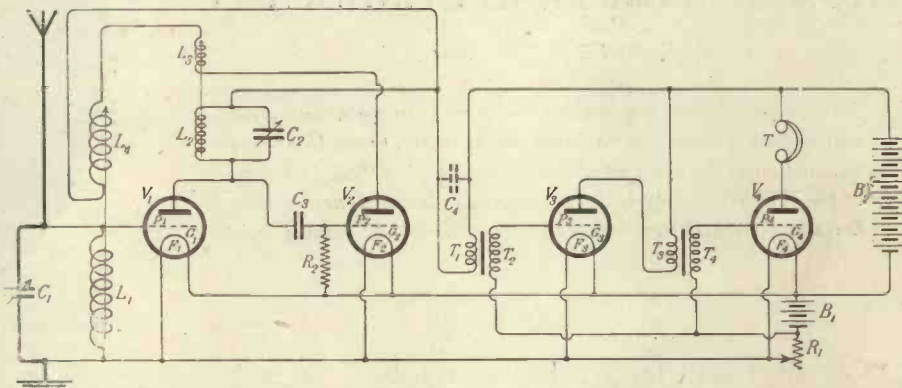 L₃
L₄
L₂
C₂
V₁
P₁
G₁
F₁
C₁
L₁
C₃
R₂
V₂
P₂
G₂
F₂
C₄
T₁
T₂
V₃
P₃
G₃
F₃
T₃
T₄
T
V₄
P₄
G₄
F₄
B₂
B₁
R₁